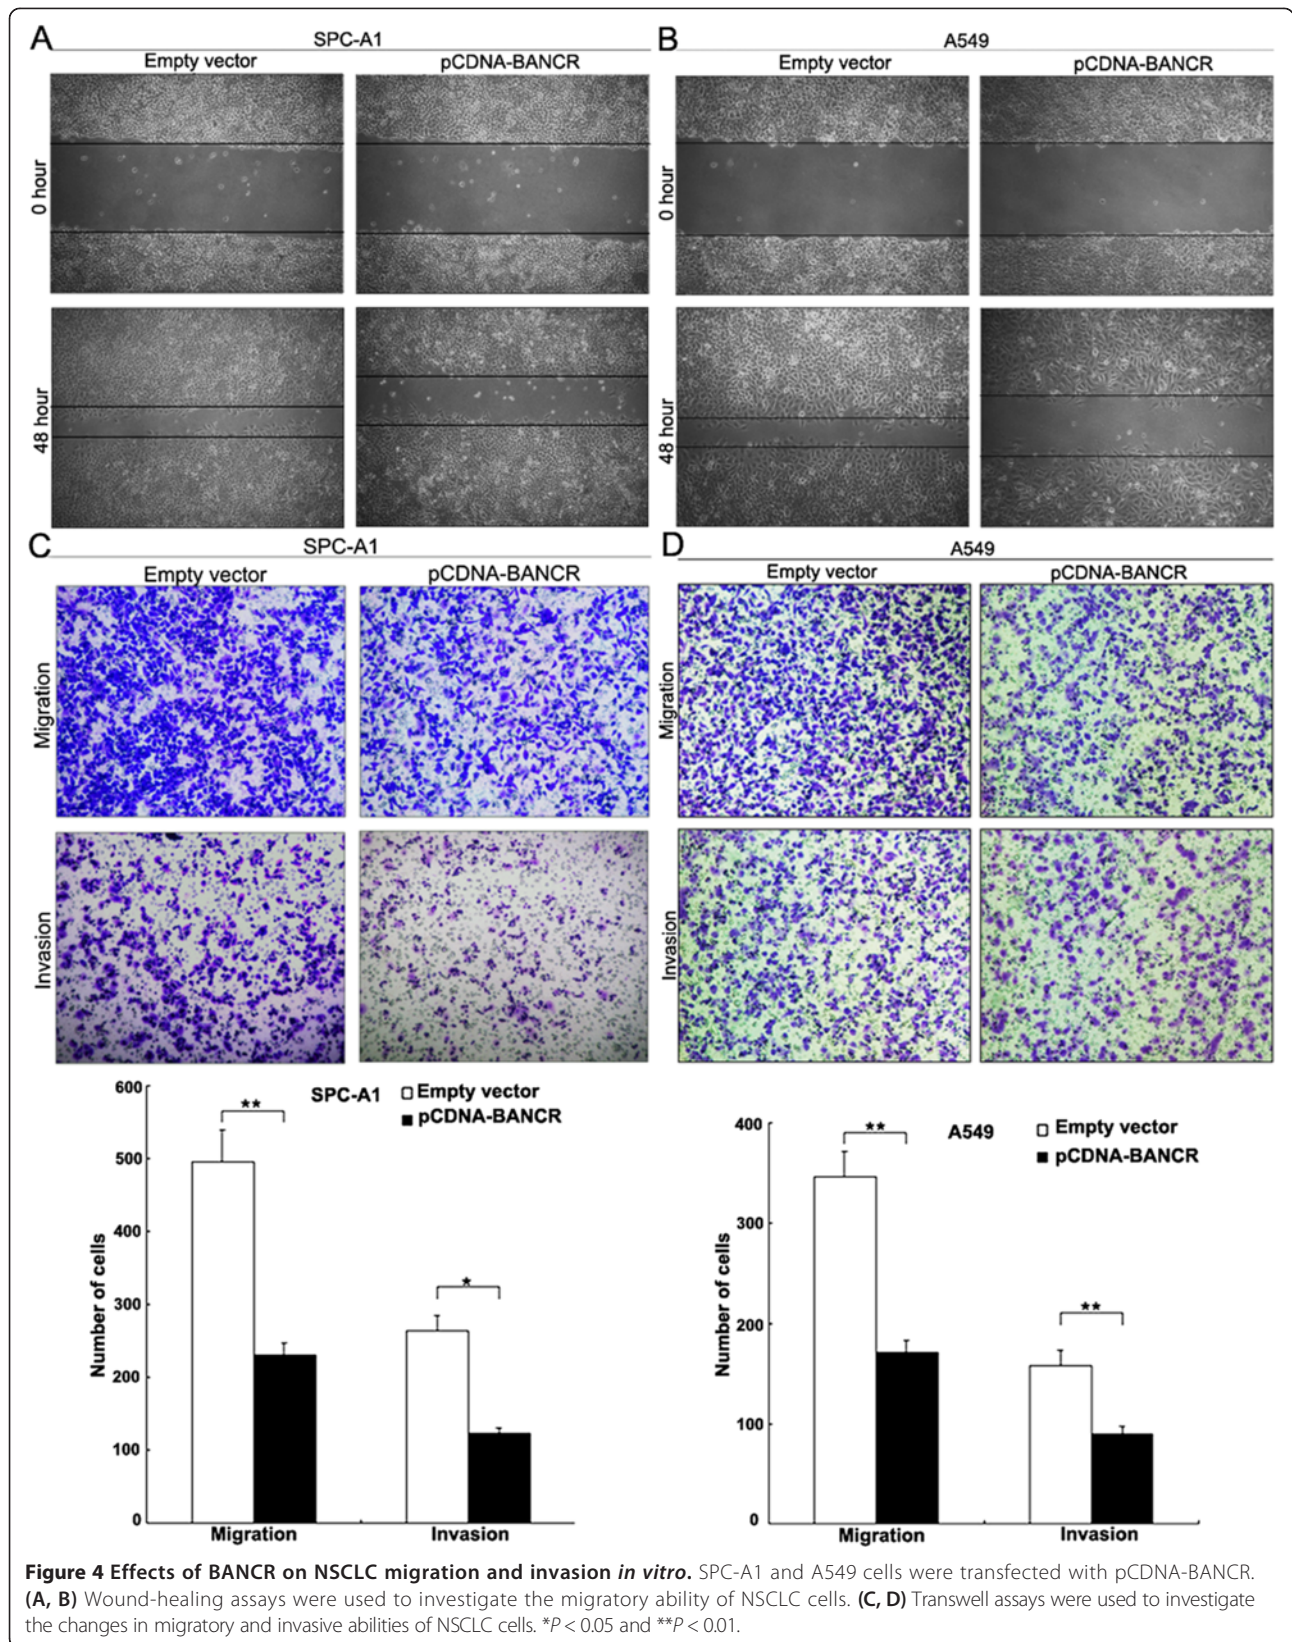 A
SPC-A1
Empty vector
pCDNA-BANCR
0 hour
48 hour
B
A549
Empty vector
pCDNA-BANCR
0 hour
48 hour
C
SPC-A1
Empty vector
pCDNA-BANCR
Migration
Invasion
D
A549
Empty vector
pCDNA-BANCR
Migration
Invasion
SPC-A1
Empty vector
pCDNA-BANCR
Number of cells
600
500
400
300
200
100
0
**
*
Migration
Invasion
A549
Empty vector
pCDNA-BANCR
Number of cells
400
300
200
100
0
**
**
Migration
Invasion
Figure 4 Effects of BANCR on NSCLC migration and invasion in vitro. SPC-A1 and A549 cells were transfected with pCDNA-BANCR.
(A, B) Wound-healing assays were used to investigate the migratory ability of NSCLC cells. (C, D) Transwell assays were used to investigate
the changes in migratory and invasive abilities of NSCLC cells. *P < 0.05 and **P < 0.01.